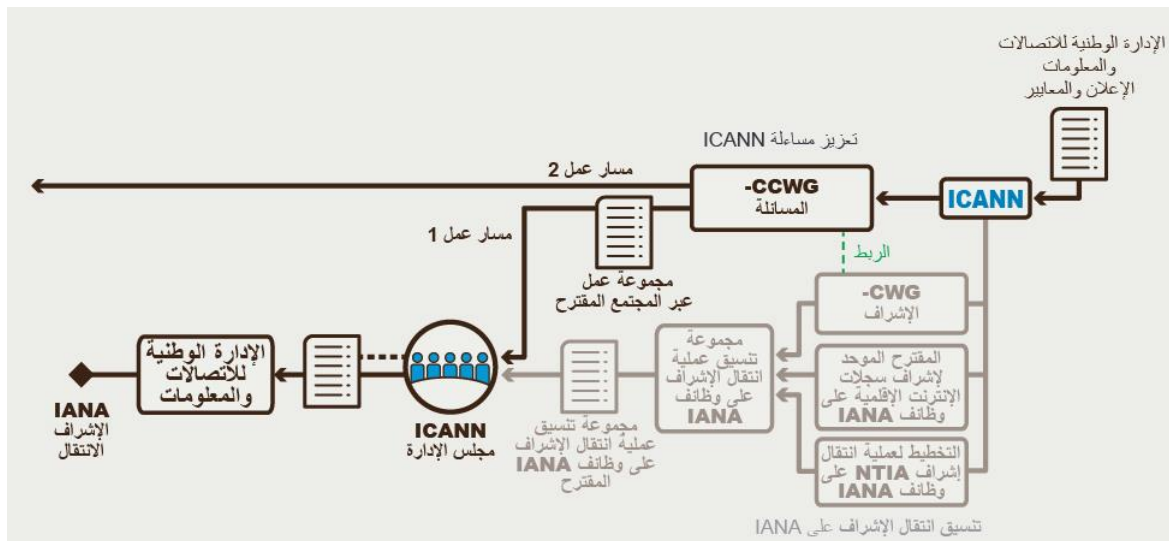 الإدارة الوطنية للاتصالات
والمعلومات
الإعلان والمعايير
تعزيز مساءلة ICANN
ICANN
CCWG-
المسائلة
مسار عمل 2
مسار عمل 1
مجموعة عمل
عبر المجتمع المقترح
الربط
CWG-
الإشراف
المقترح الموحد
لإشراف سجلات
الإنترنت الإقلمية على
وظائف IANA
التخطيط لعملية انتقال
إشراف NTIA على
وظائف IANA
تنسيق انتقال الإشراف على IANA
مجموعة
تنسيق عملية
انتقال الإشراف
على وظائف
IANA
مجموعة تنسيق
عملية انتقال الإشراف
على وظائف IANA
المقترح
ICANN
مجلس الإدارة
الإدارة الوطنية
للاتصالات
والمعلومات
IANA
الإشراف
الانتقال